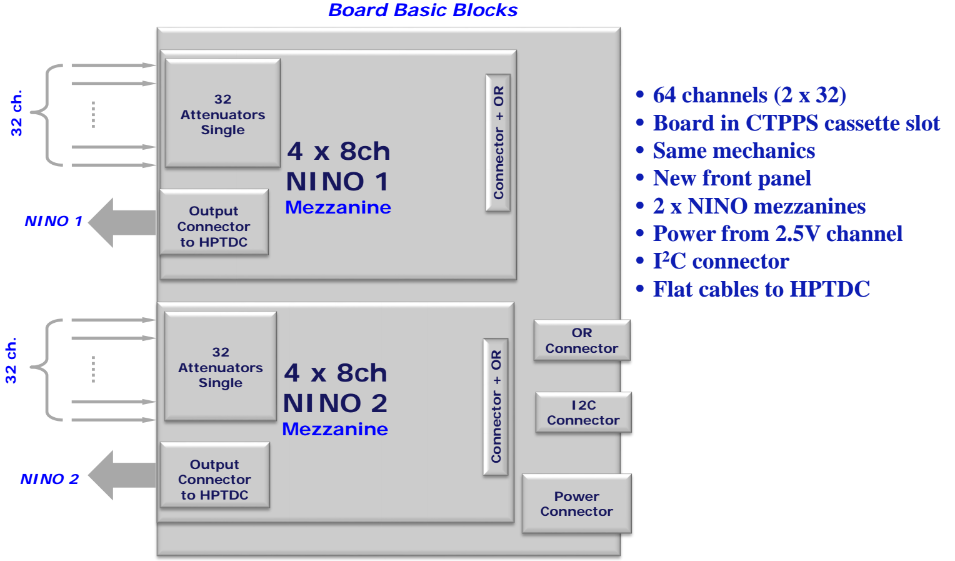 Board Basic Blocks
32 ch.
32
Attenuators
Single
4 x 8ch
NINO 1
Mezzanine
Connector + OR
NINO 1
Output
Connector
to HPTDC
32 ch.
32
Attenuators
Single
4 x 8ch
NINO 2
Mezzanine
Connector + OR
NINO 2
Output
Connector
to HPTDC
OR
Connector
I2C
Connector
Power
Connector
• 64 channels (2 x 32)
• Board in CTPPS cassette slot
• Same mechanics
• New front panel
• 2 x NINO mezzanines
• Power from 2.5V channel
• I²C connector
• Flat cables to HPTDC